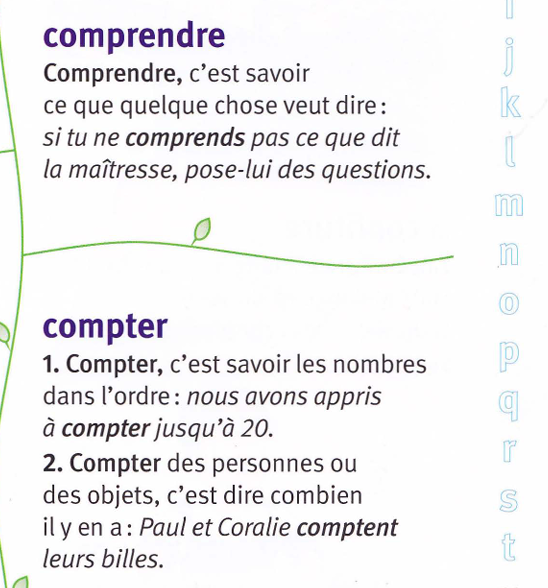 comprendre
Comprendre, c'est savoir
ce que quelque chose veut dire :
si tu ne comprends pas ce que dit
la maîtresse, pose-lui des questions.
compter
1. Compter, c'est savoir les nombres
dans l'ordre : nous avons appris
à compter jusqu'à 20.
2. Compter des personnes ou
des objets, c'est dire combien
il y en a : Paul et Coralie comptent
leurs billes.
j
k
l
m
n
o
p
q
r
s
t